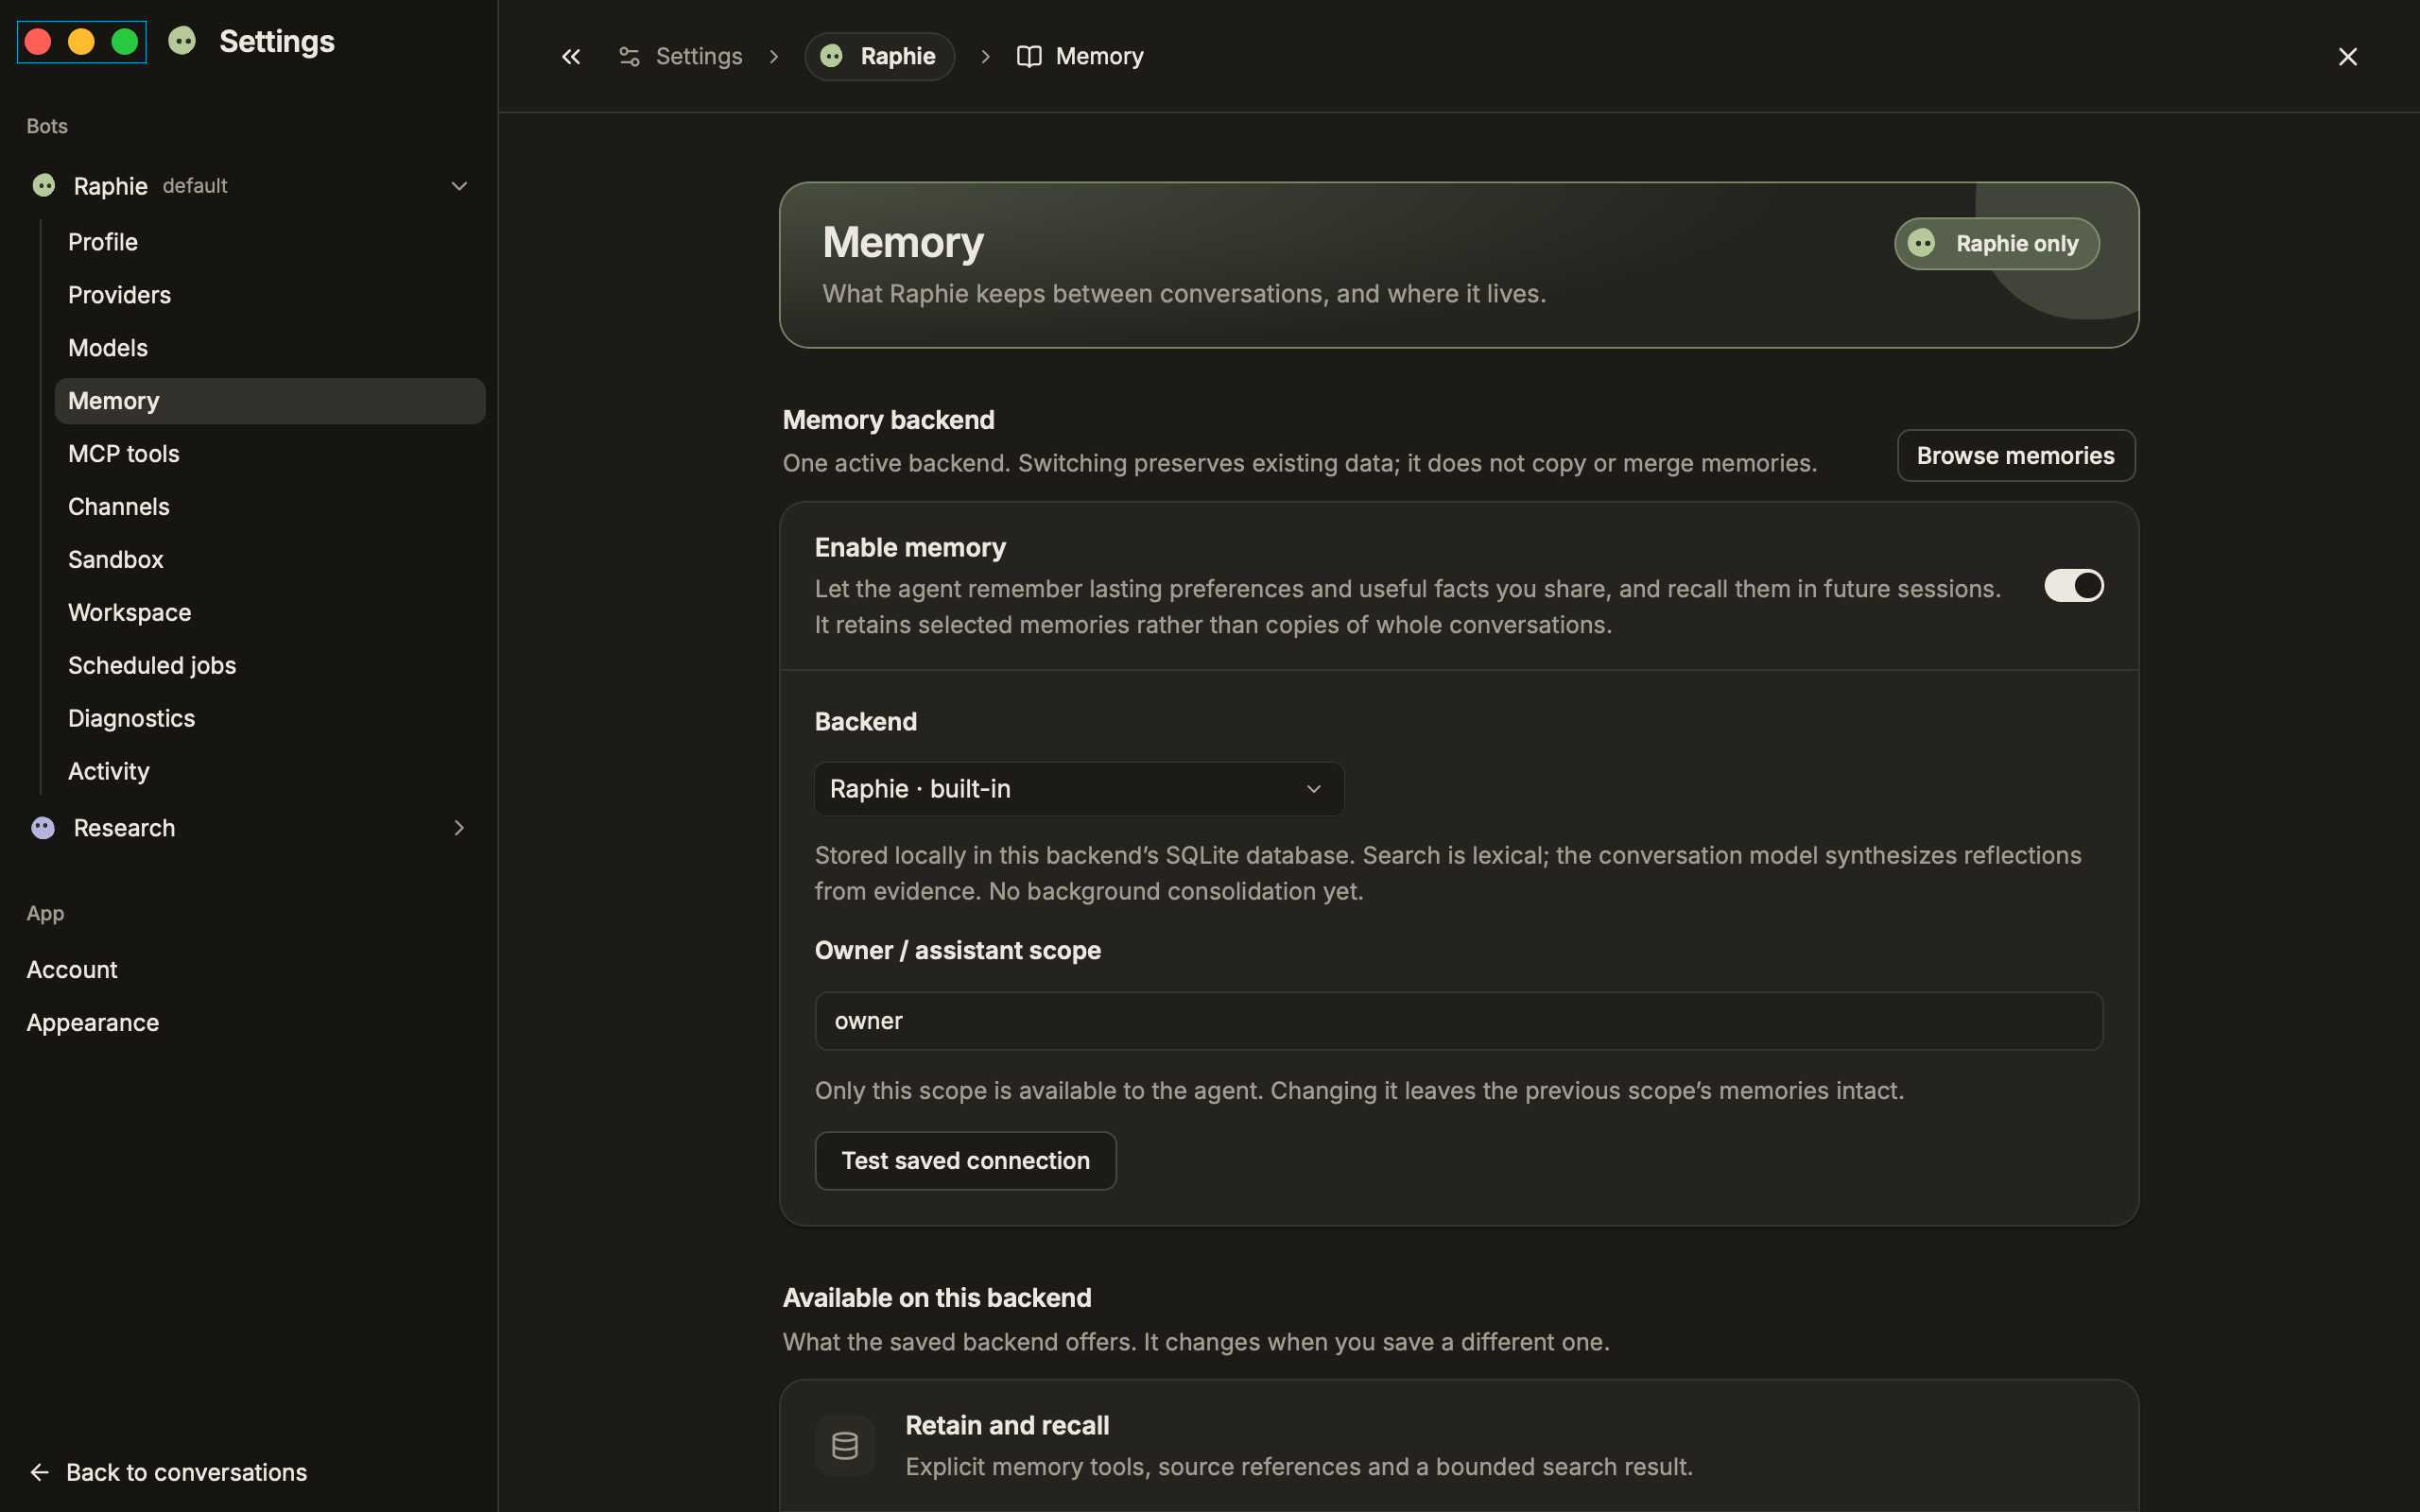 Settings
Bots
Raphie default
Profile
Providers
Models
Memory
MCP tools
Channels
Sandbox
Workspace
Scheduled jobs
Diagnostics
Activity
Research
App
Account
Appearance
Back to conversations
Settings
Raphie
Memory
Memory
What Raphie keeps between conversations, and where it lives.
Raphie only
Memory backend
One active backend. Switching preserves existing data; it does not copy or merge memories.
Browse memories
Enable memory
Let the agent remember lasting preferences and useful facts you share, and recall them in future sessions.
It retains selected memories rather than copies of whole conversations.
Backend
Raphie · built-in
Stored locally in this backend’s SQLite database. Search is lexical; the conversation model synthesizes reflections
from evidence. No background consolidation yet.
Owner / assistant scope
owner
Only this scope is available to the agent. Changing it leaves the previous scope’s memories intact.
Test saved connection
Available on this backend
What the saved backend offers. It changes when you save a different one.
Retain and recall
Explicit memory tools, source references and a bounded search result.